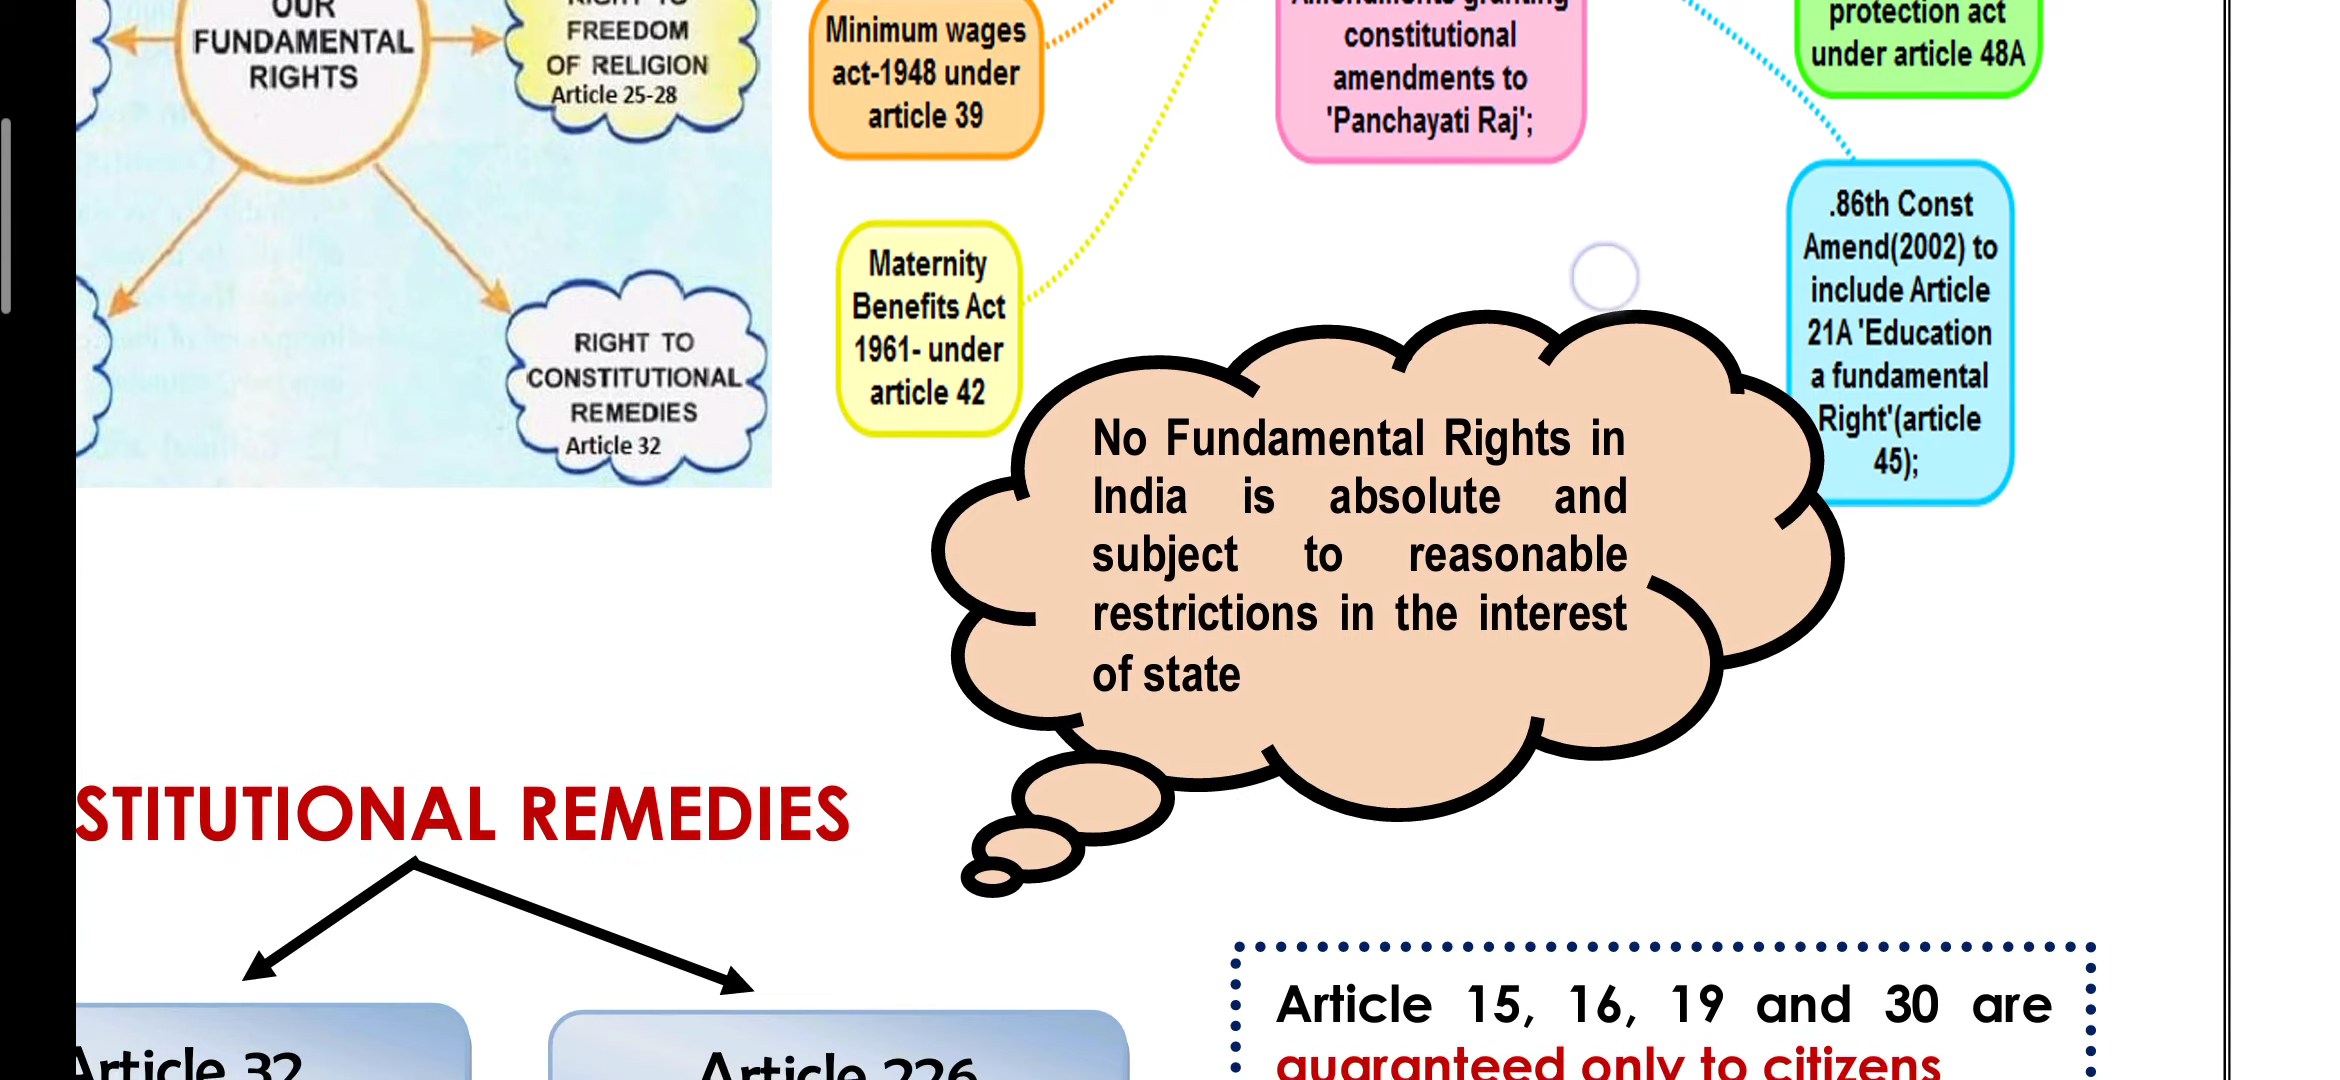 OUR
FUNDAMENTAL
RIGHTS
RIGHT TO
FREEDOM
OF RELIGION
Article 25-28
RIGHT TO
CONSTITUTIONAL
REMEDIES
Article 32
Minimum wages
act-1948 under
article 39
Maternity
Benefits Act
1961- under
article 42
Amendments granting
constitutional
amendments to
'Panchayati Raj';
protection act
under article 48A
.86th Const
Amend(2002) to
include Article
21A 'Education
a fundamental
Right'(article
45);
No Fundamental Rights in
India is absolute and
subject to reasonable
restrictions in the interest
of state
STITUTIONAL REMEDIES
Article 32
Article 226
Article 15, 16, 19 and 30 are
guaranteed only to citizens